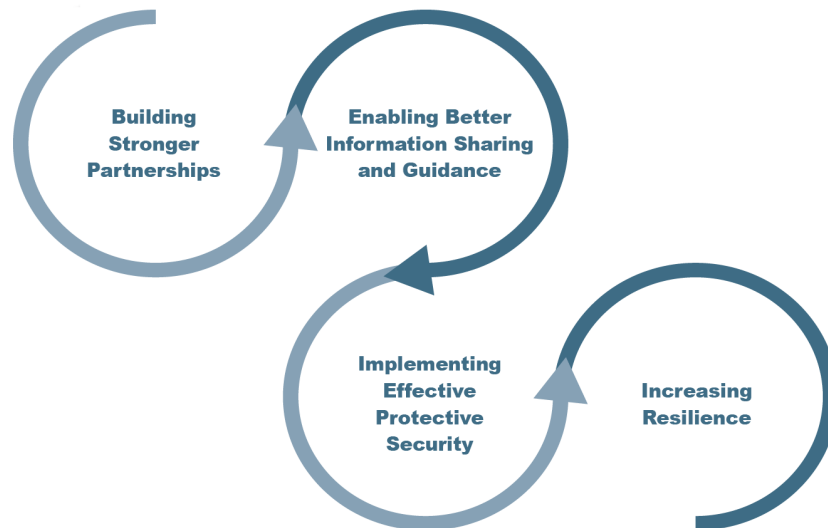 Building
Stronger
Partnerships
Enabling Better
Information Sharing
and Guidance
Implementing
Effective
Protective
Security
Increasing
Resilience